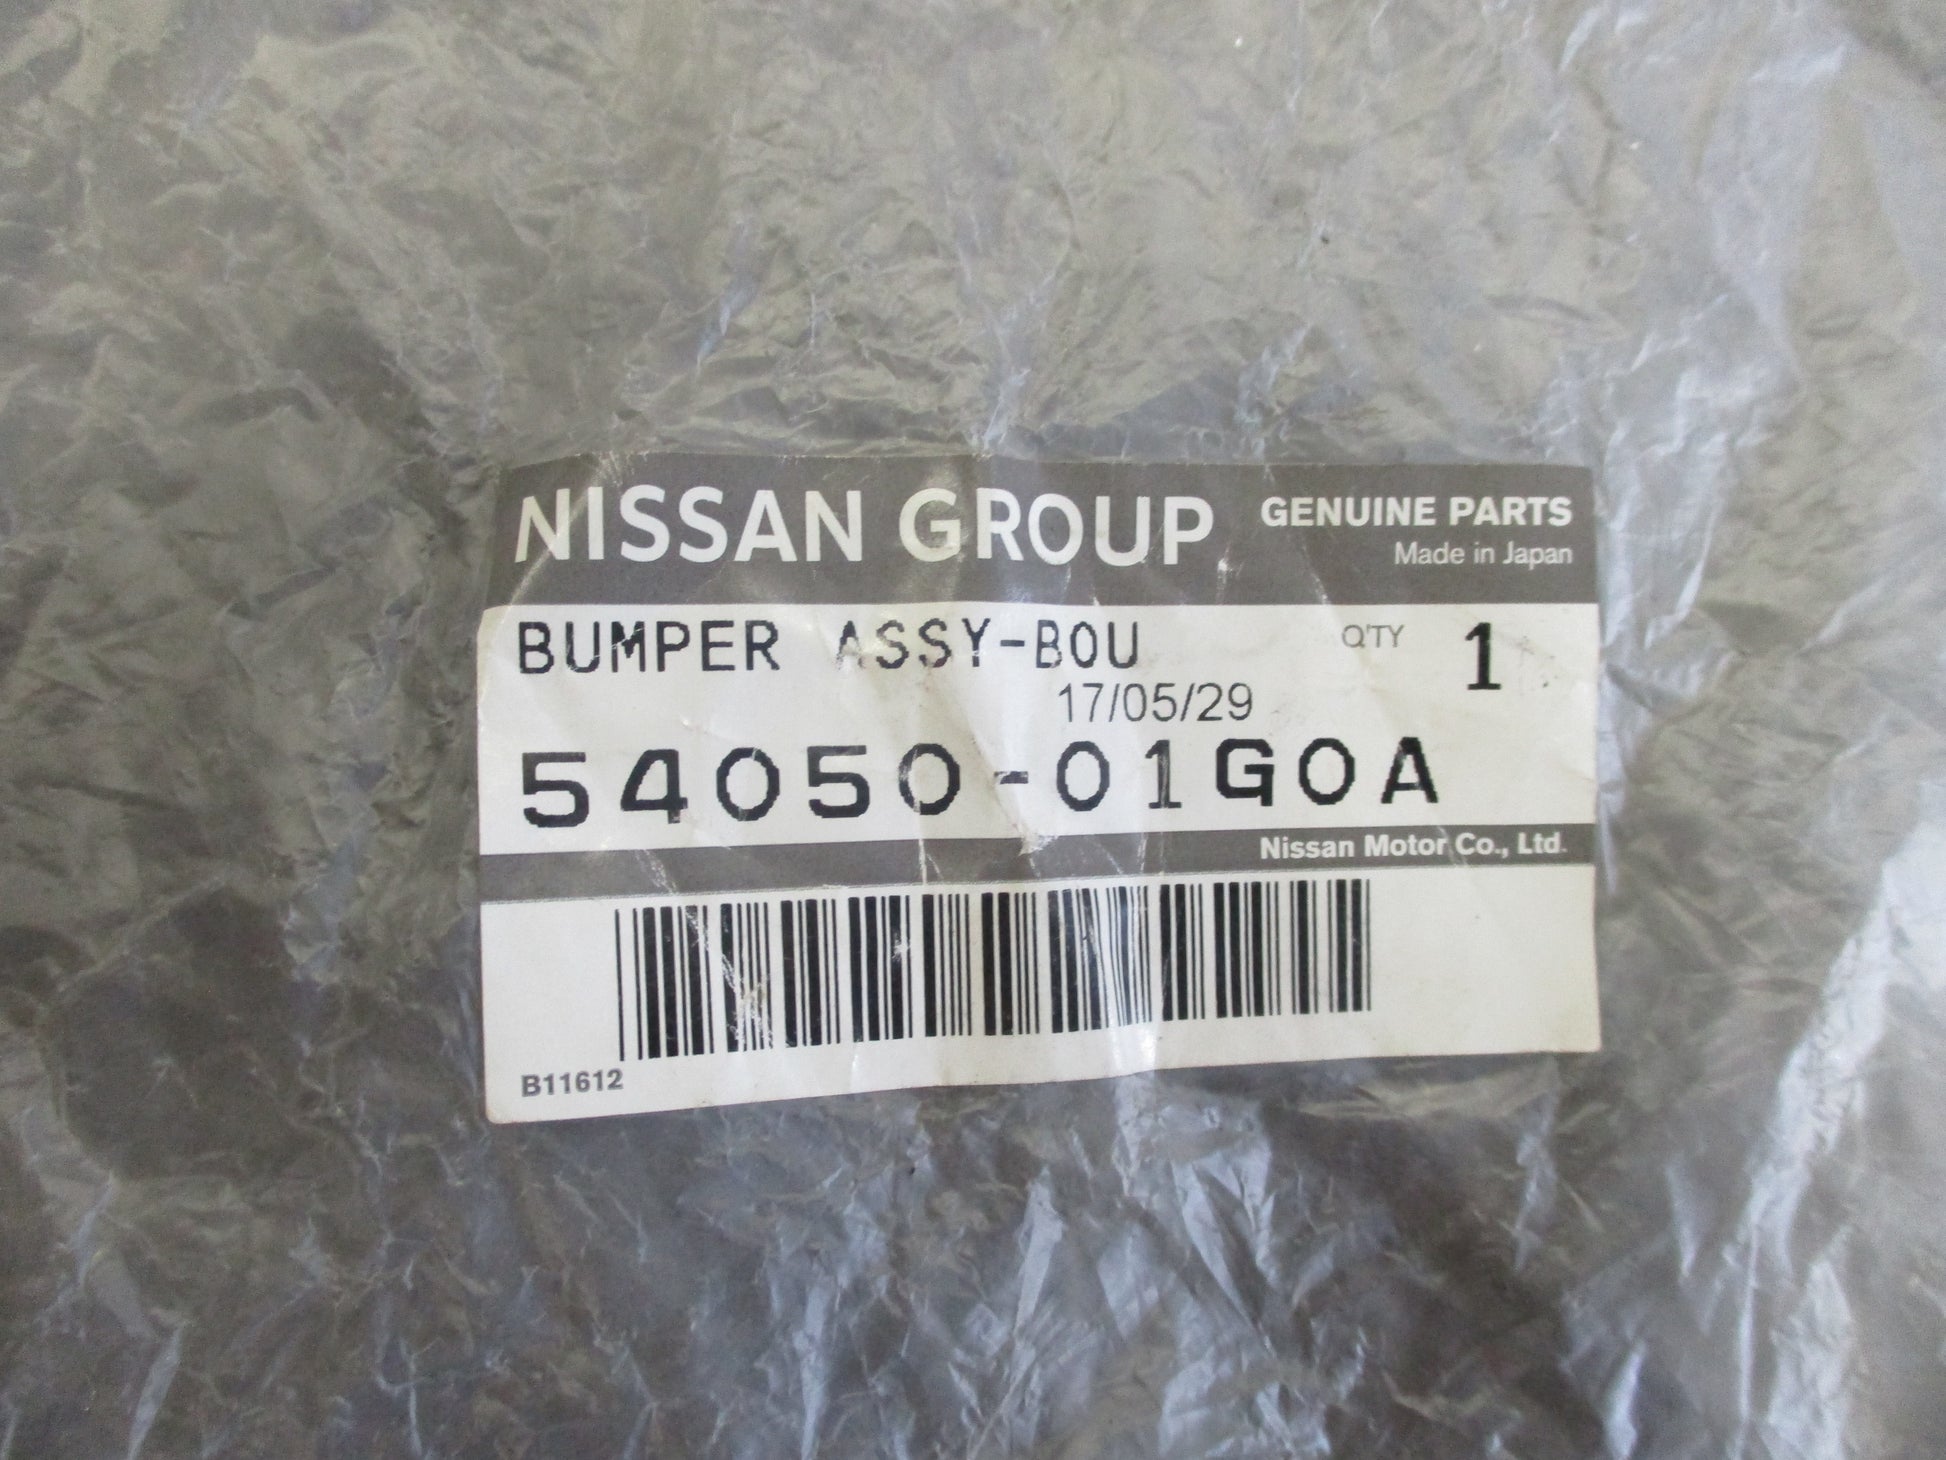 NISSAN GROUP GENUINE PARTS
Made in Japan
BUMPER ASSY-BOU Q'TY 1
17/05/29
54050-01G0A
Nissan Motor Co., Ltd.
B11612